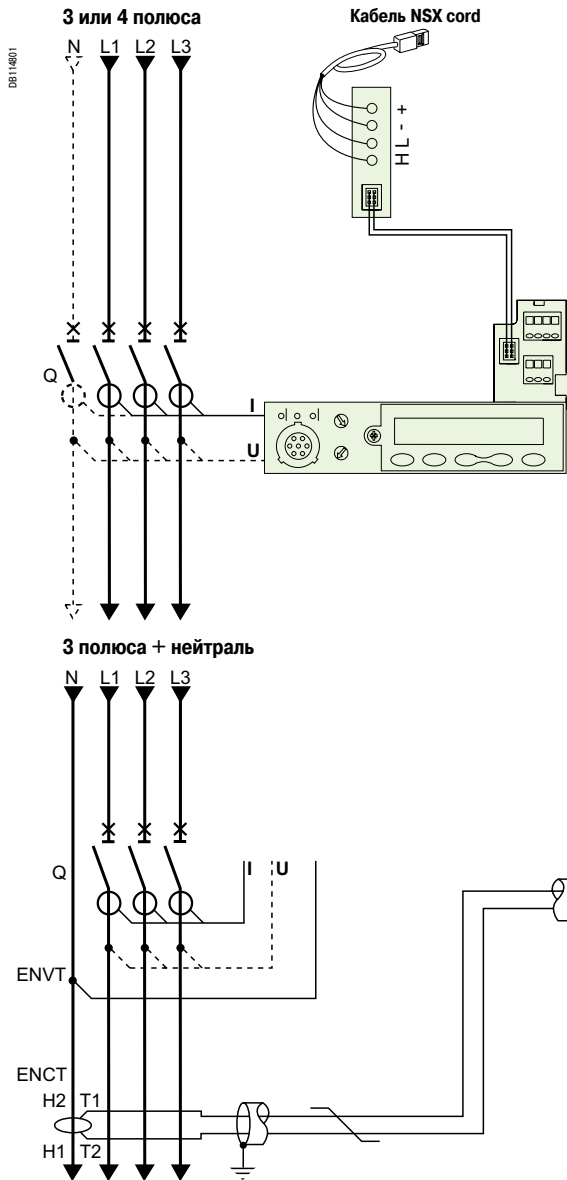 3 или 4 полюса
Кабель NSX cord
DB114801
N L1 L2 L3
H L - +
Q
I
U
3 полюса + нейтраль
N L1 L2 L3
Q
I U
ENVT
ENCT
H2 T1
H1 T2